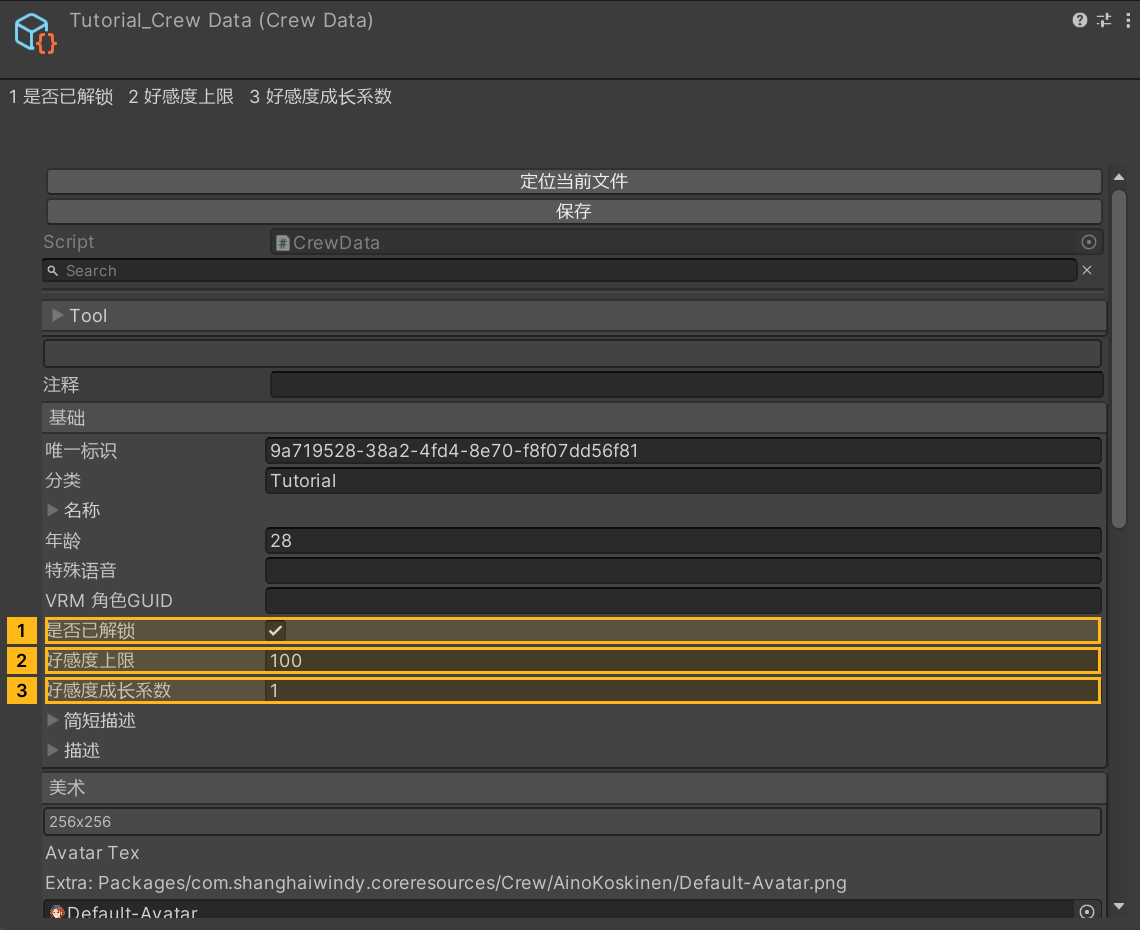 Tutorial_Crew Data (Crew Data)
1 是否已解锁 2 好感度上限 3 好感度成长系数
定位当前文件
保存
Script CrewData
Search
Tool
注释
基础
唯一标识 9a719528-38a2-4fd4-8e70-f8f07dd56f81
分类 Tutorial
名称
年龄 28
特殊语音
VRM 角色GUID
1 是否已解锁
2 好感度上限 100
3 好感度成长系数 1
简短描述
描述
美术
256x256
Avatar Tex
Extra: Packages/com.shanghaiwindy.coreresources/Crew/AinoKoskinen/Default-Avatar.png
Default-Avatar